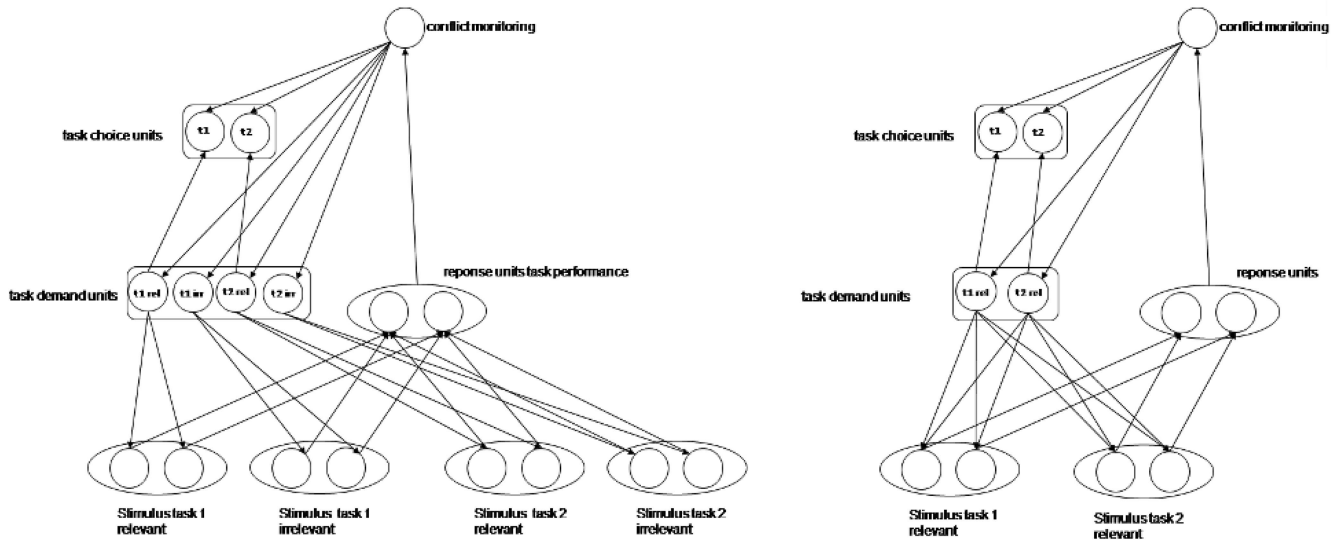 conflict monitoring
task choice units
t1
t2
reponse units task performance
task demand units
t1 rel
t1 irr
t2 rel
t2 irr
Stimulus task 1
relevant
Stimulus task 1
irrelevant
Stimulus task 2
relevant
Stimulus task 2
irrelevant
conflict monitoring
task choice units
t1
t2
reponse units
task demand units
t1 rel
t2 rel
Stimulus task 1
relevant
Stimulus task 2
relevant